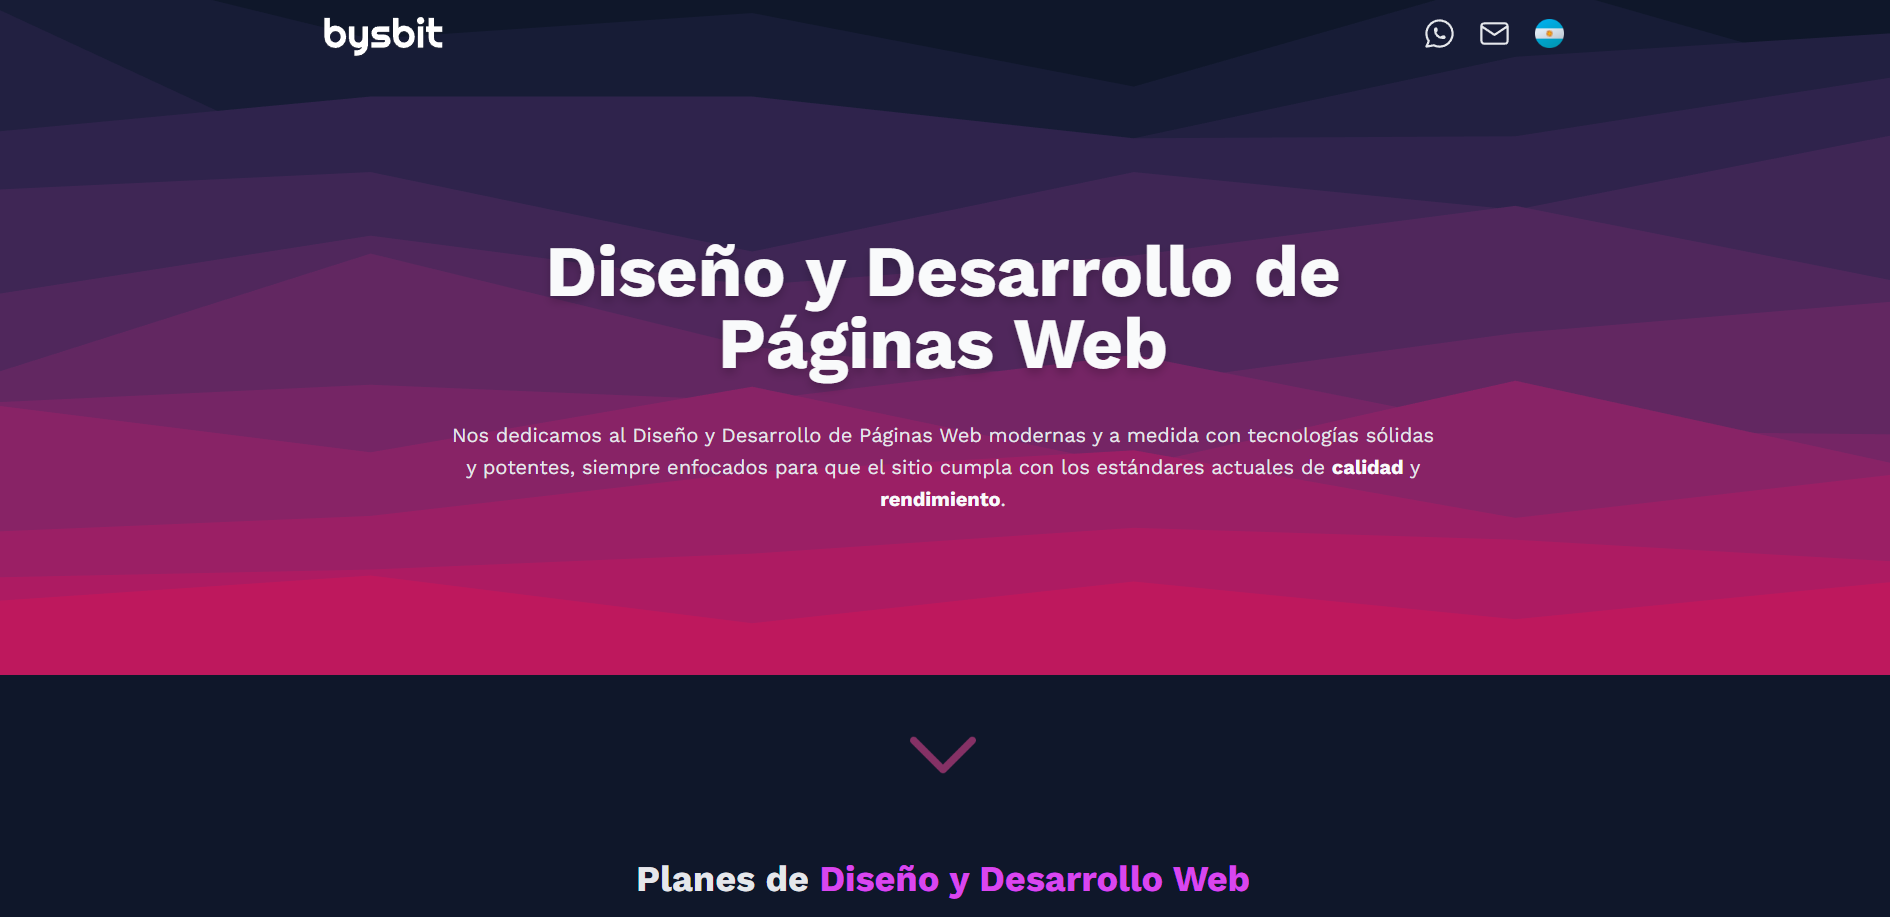 bysbit
Diseño y Desarrollo de
Páginas Web
Nos dedicamos al Diseño y Desarrollo de Páginas Web modernas y a medida con tecnologías sólidas
y potentes, siempre enfocados para que el sitio cumpla con los estándares actuales de calidad y
rendimiento.
Planes de Diseño y Desarrollo Web